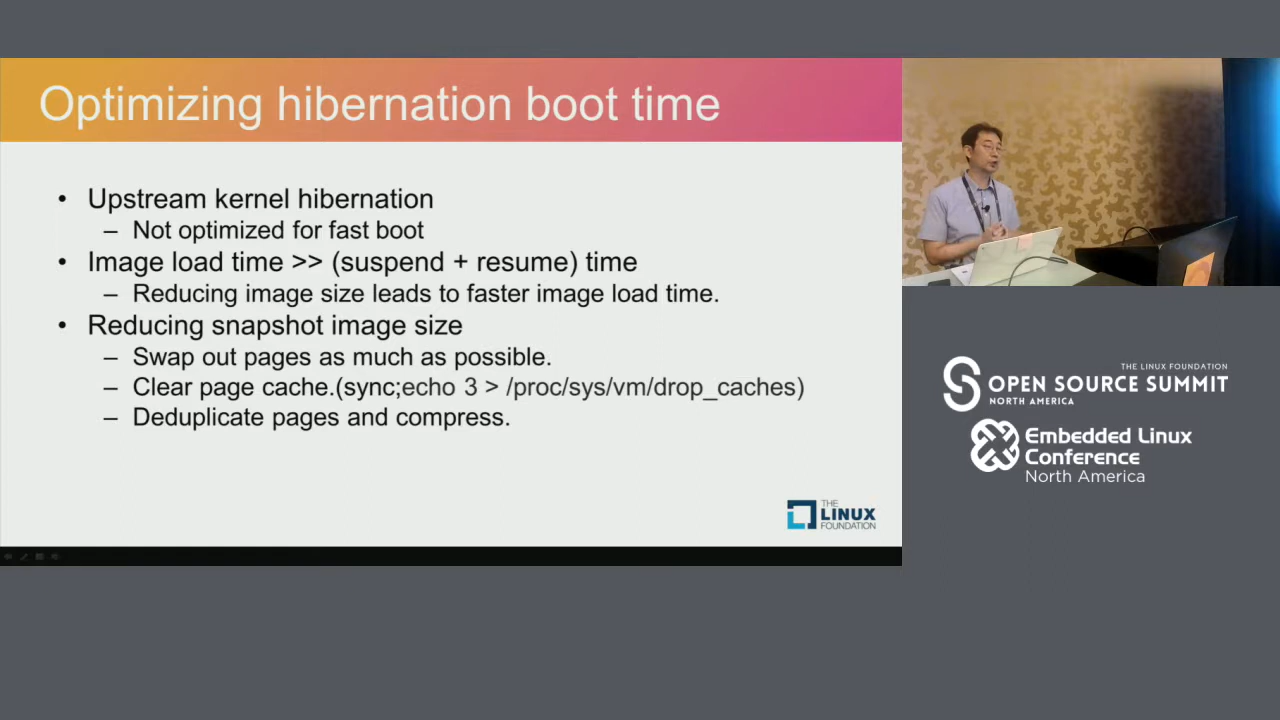 Optimizing hibernation boot time
• Upstream kernel hibernation
– Not optimized for fast boot
• Image load time >> (suspend + resume) time
– Reducing image size leads to faster image load time.
• Reducing snapshot image size
– Swap out pages as much as possible.
– Clear page cache.(sync;echo 3 > /proc/sys/vm/drop_caches)
– Deduplicate pages and compress.
THE
LINUX
FOUNDATION
THE LINUX FOUNDATION
OPEN SOURCE SUMMIT
NORTH AMERICA
Embedded Linux
Conference
North America